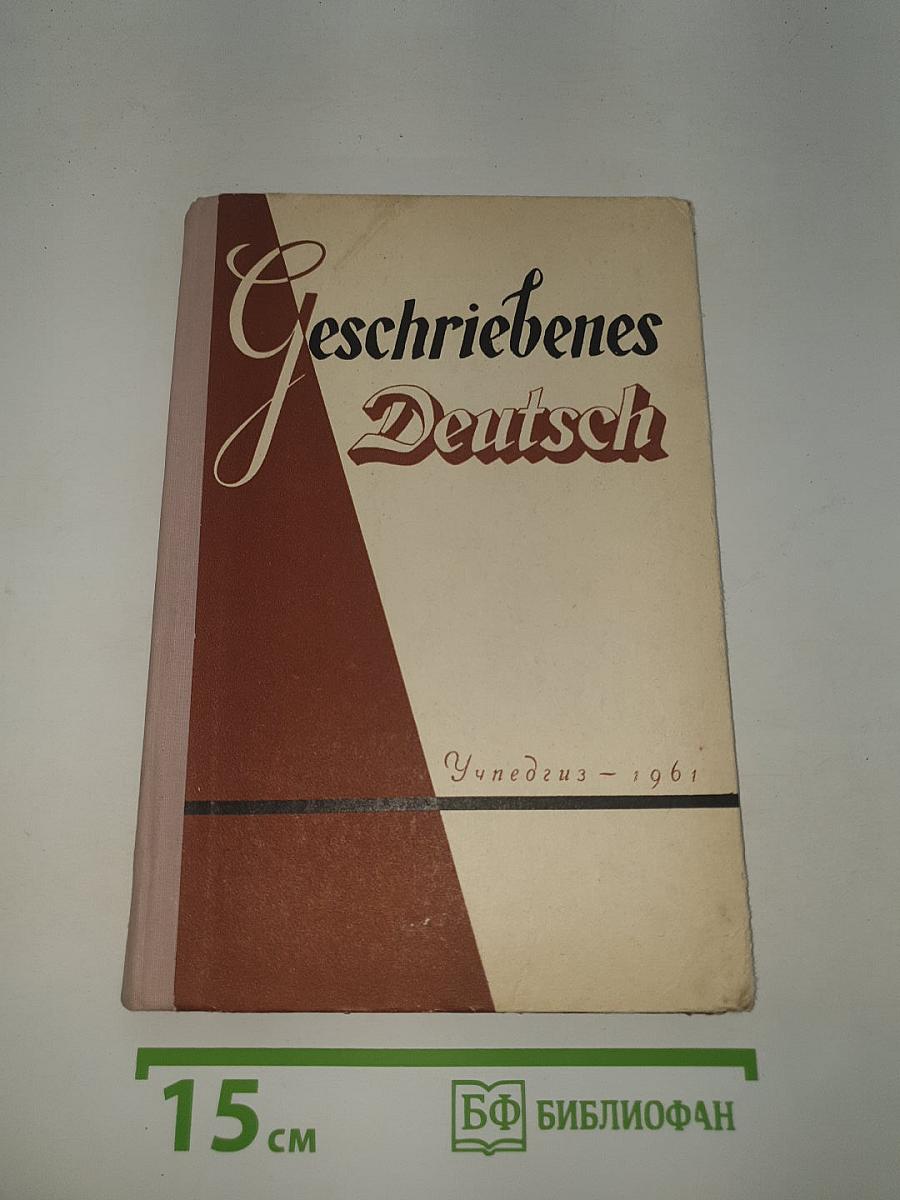 Geschriebenes
Deutsch
Учпедгиз – 1961
15 см
БФ БИБЛИОФАН